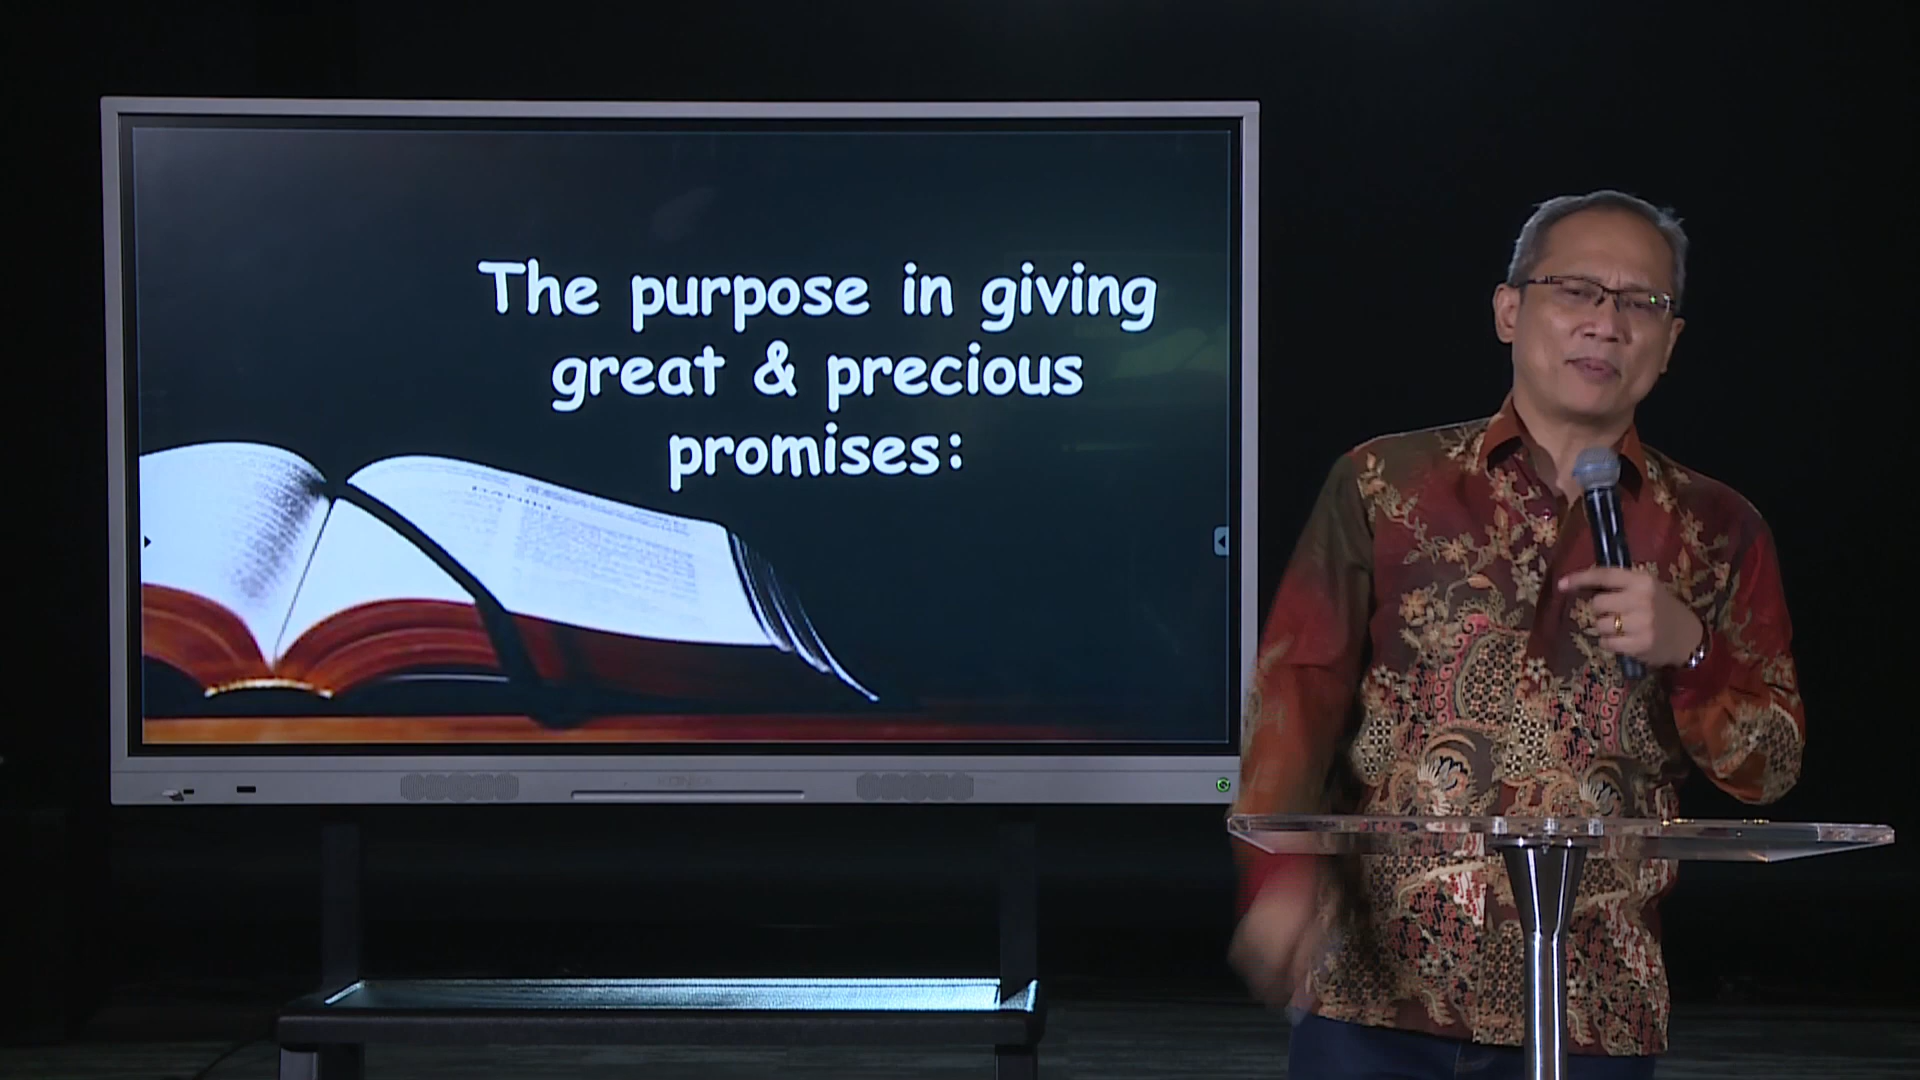 The purpose in giving
great & precious
promises: